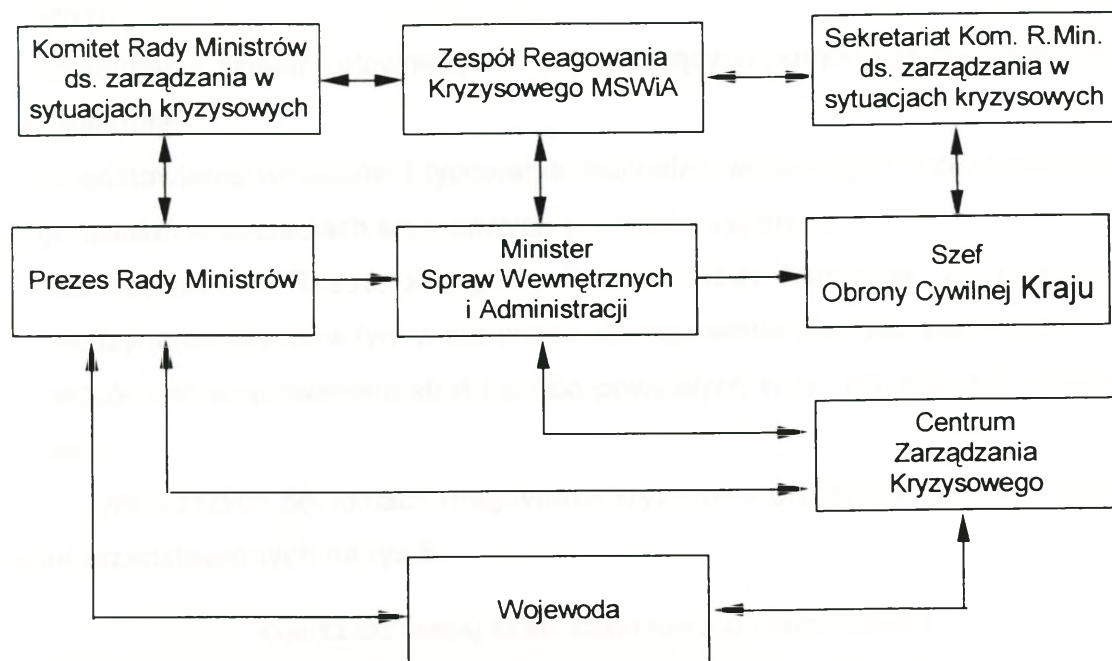 Komitet Rady Ministrów
ds. zarządzania w
sytuacjach kryzysowych
Zespół Reagowania
Kryzysowego MSWiA
Sekretariat Kom. R.Min.
ds. zarządzania w
sytuacjach kryzysowych
Prezes Rady Ministrów
Minister
Spraw Wewnętrznych
i Administracji
Szef
Obrony Cywilnej Kraju
Centrum
Zarządzania
Kryzysowego
Wojewoda